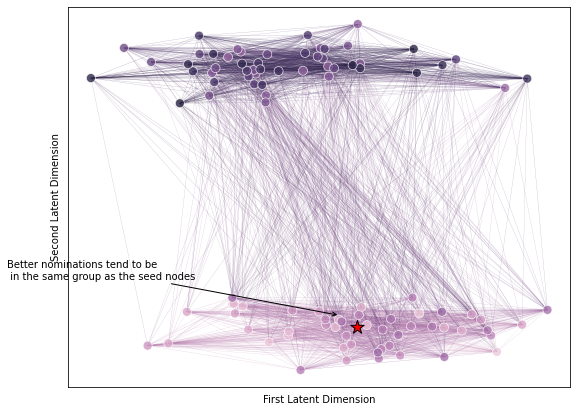 Second Latent Dimension
Better nominations tend to be
in the same group as the seed nodes
First Latent Dimension